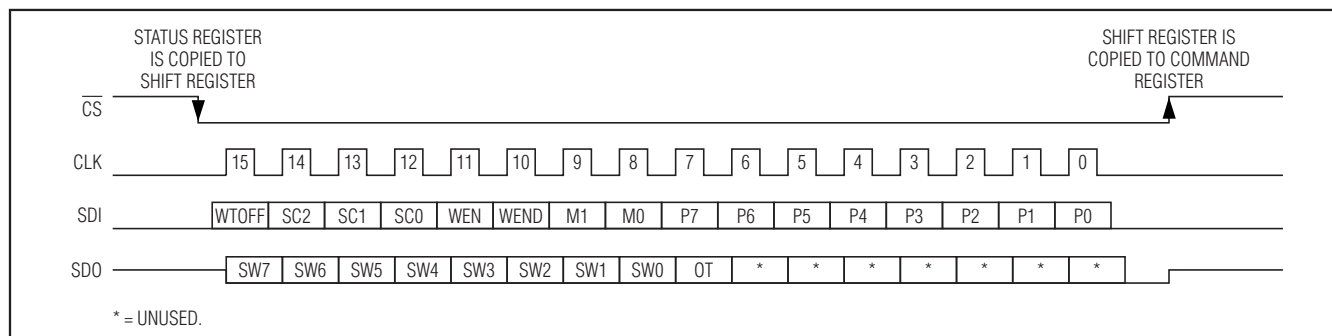 STATUS REGISTER
IS COPIED TO
SHIFT REGISTER
SHIFT REGISTER IS
COPIED TO COMMAND
REGISTER
CS
CLK 15 14 13 12 11 10 9 8 7 6 5 4 3 2 1 0
SDI WTOFF SC2 SC1 SC0 WEN WEND M1 M0 P7 P6 P5 P4 P3 P2 P1 P0
SDO SW7 SW6 SW5 SW4 SW3 SW2 SW1 SW0 OT * * * * * * *
* = UNUSED.